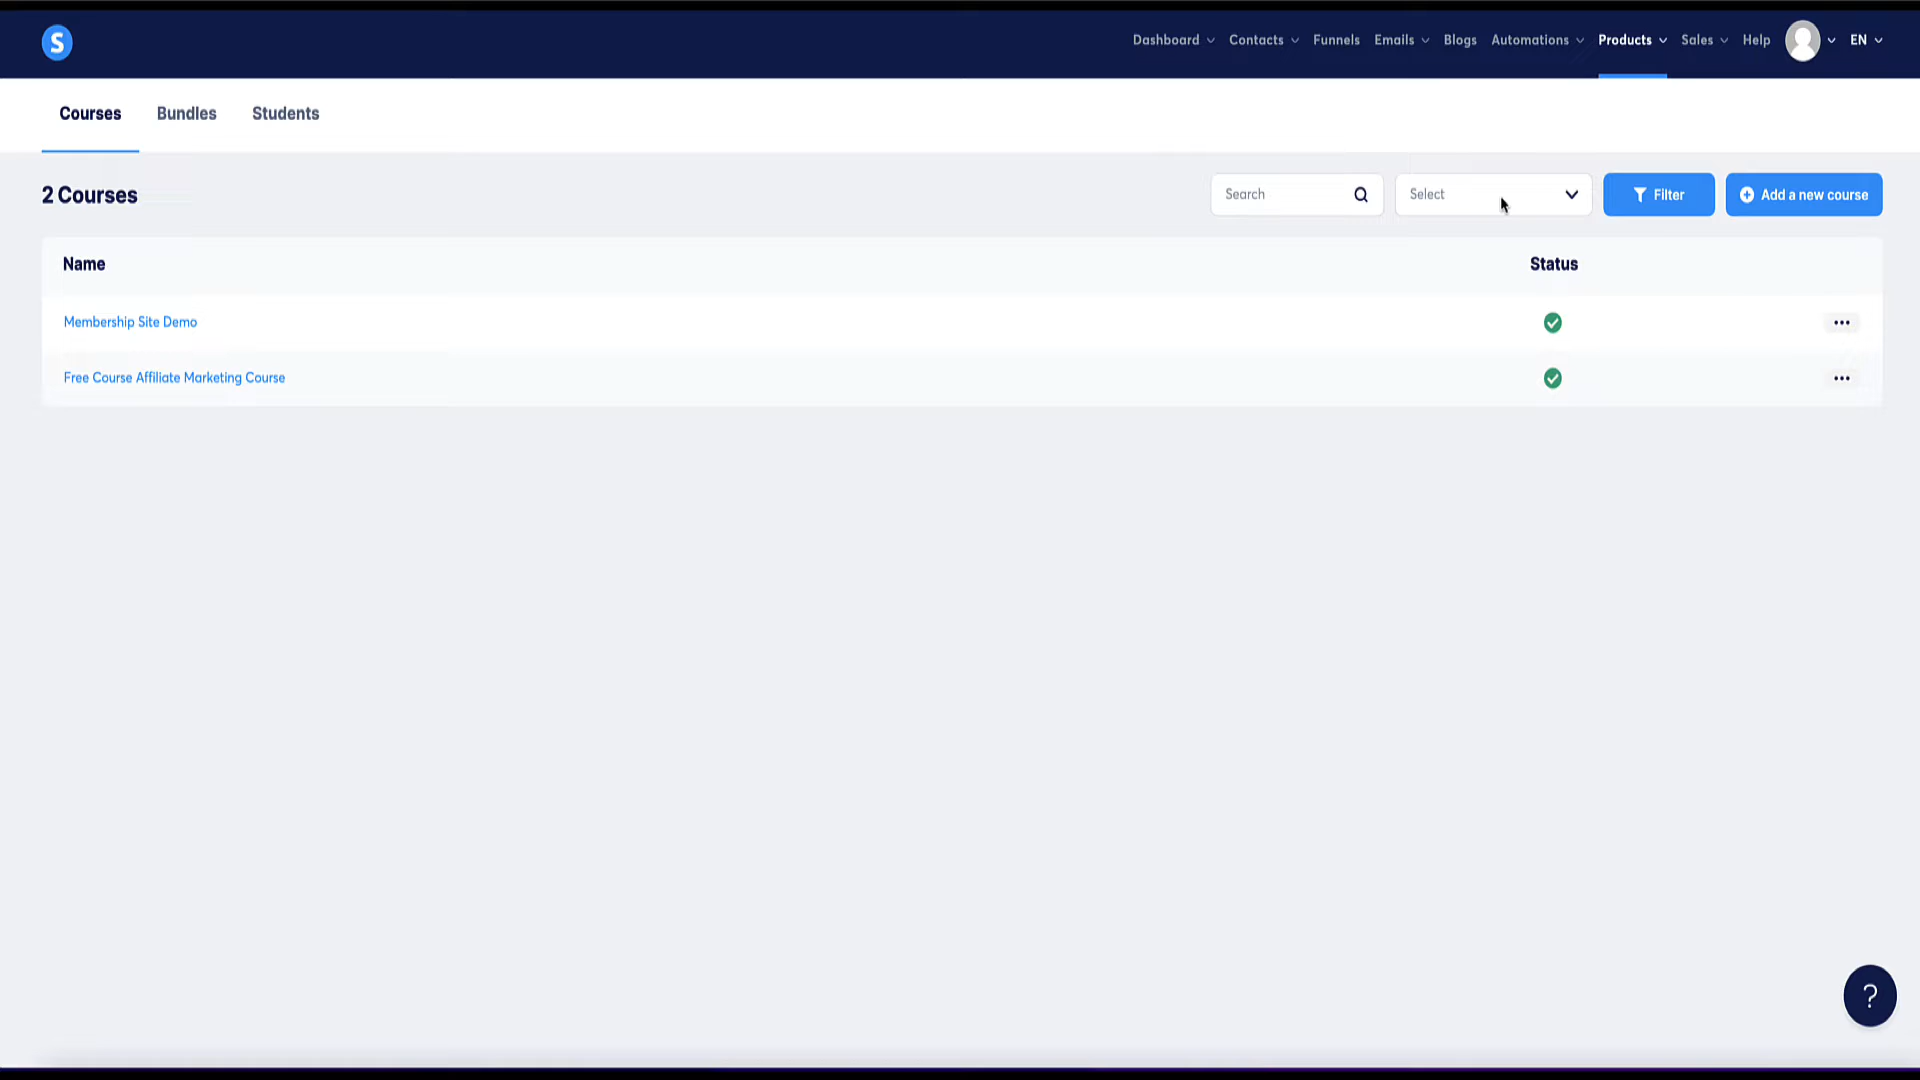 S
Dashboard Contacts Funnels Emails Blogs Automations Products Sales Help EN
Courses Bundles Students
2 Courses
Search Select Filter Add a new course
Name Status
Membership Site Demo
Free Course Affiliate Marketing Course
?